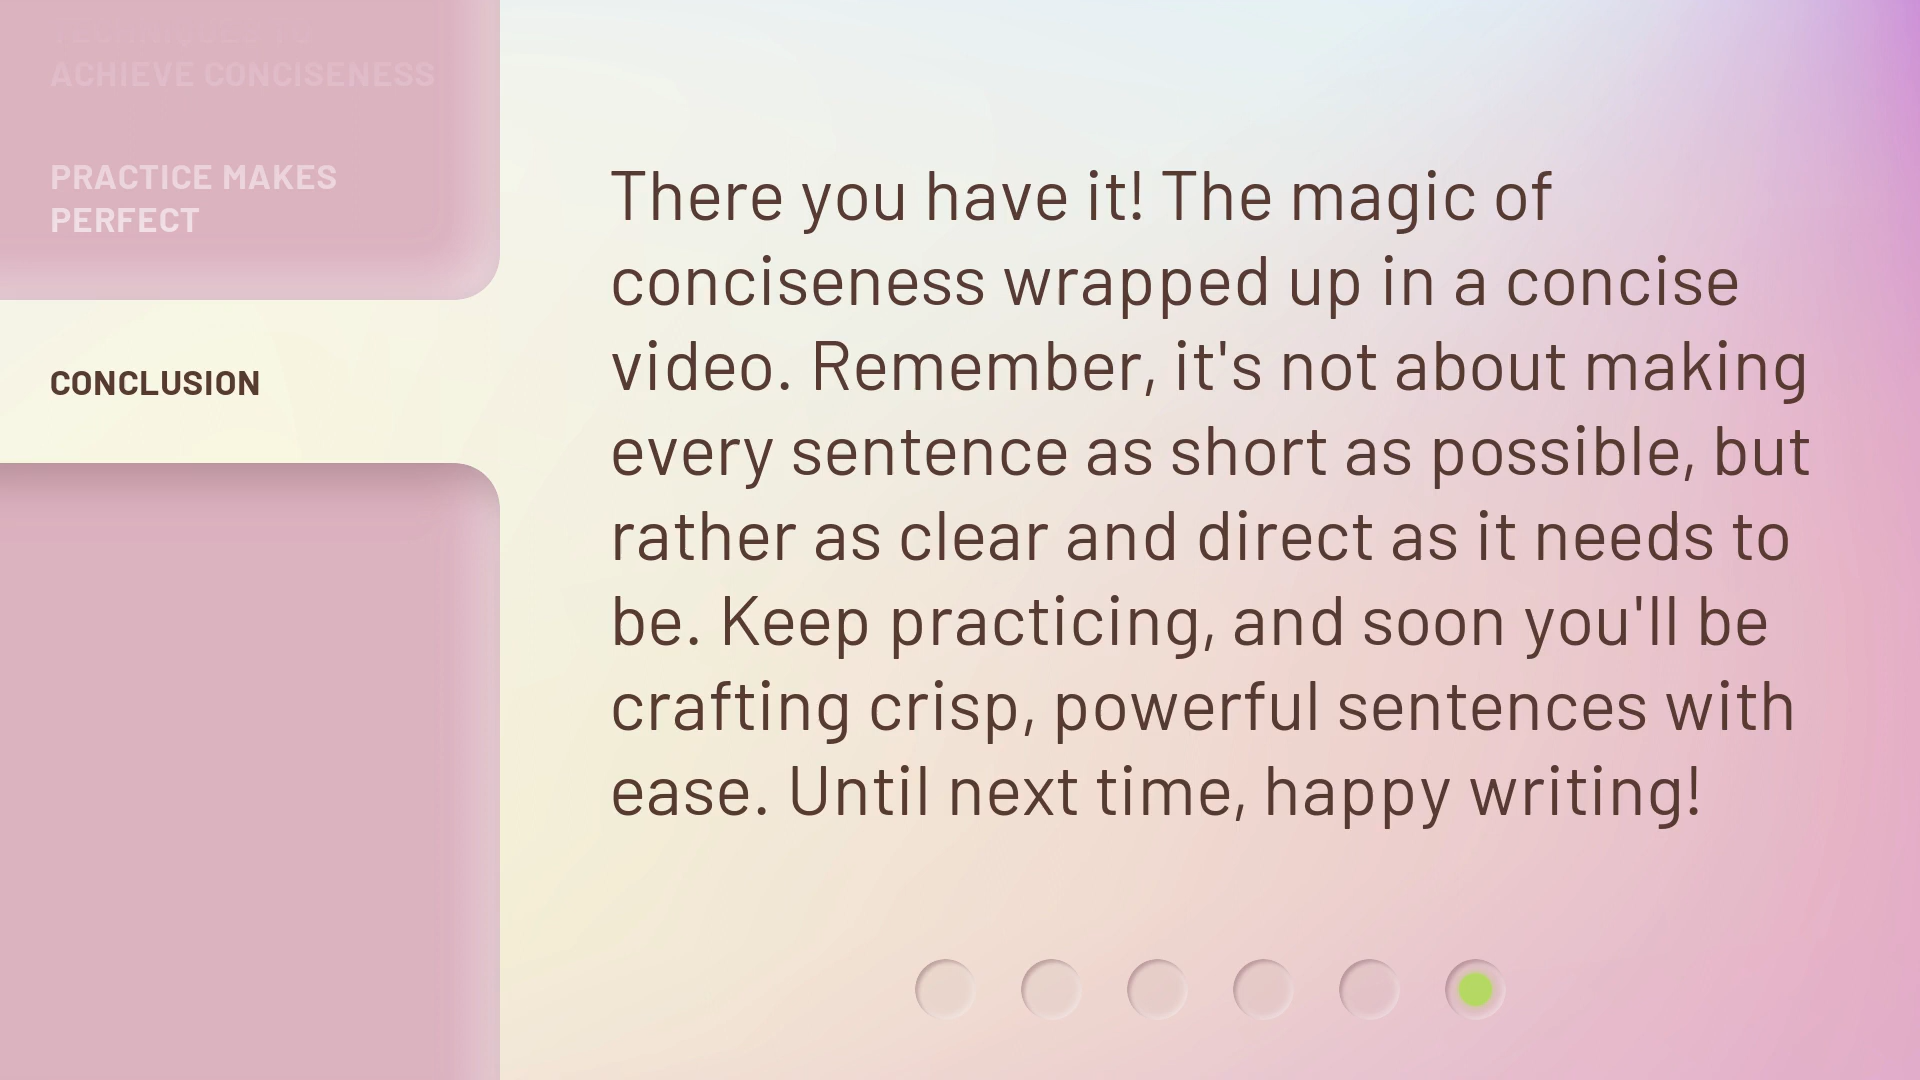 TECHNIQUES TO
ACHIEVE CONCISENESS
PRACTICE MAKES
PERFECT
CONCLUSION
There you have it! The magic of
conciseness wrapped up in a concise
video. Remember, it's not about making
every sentence as short as possible, but
rather as clear and direct as it needs to
be. Keep practicing, and soon you'll be
crafting crisp, powerful sentences with
ease. Until next time, happy writing!